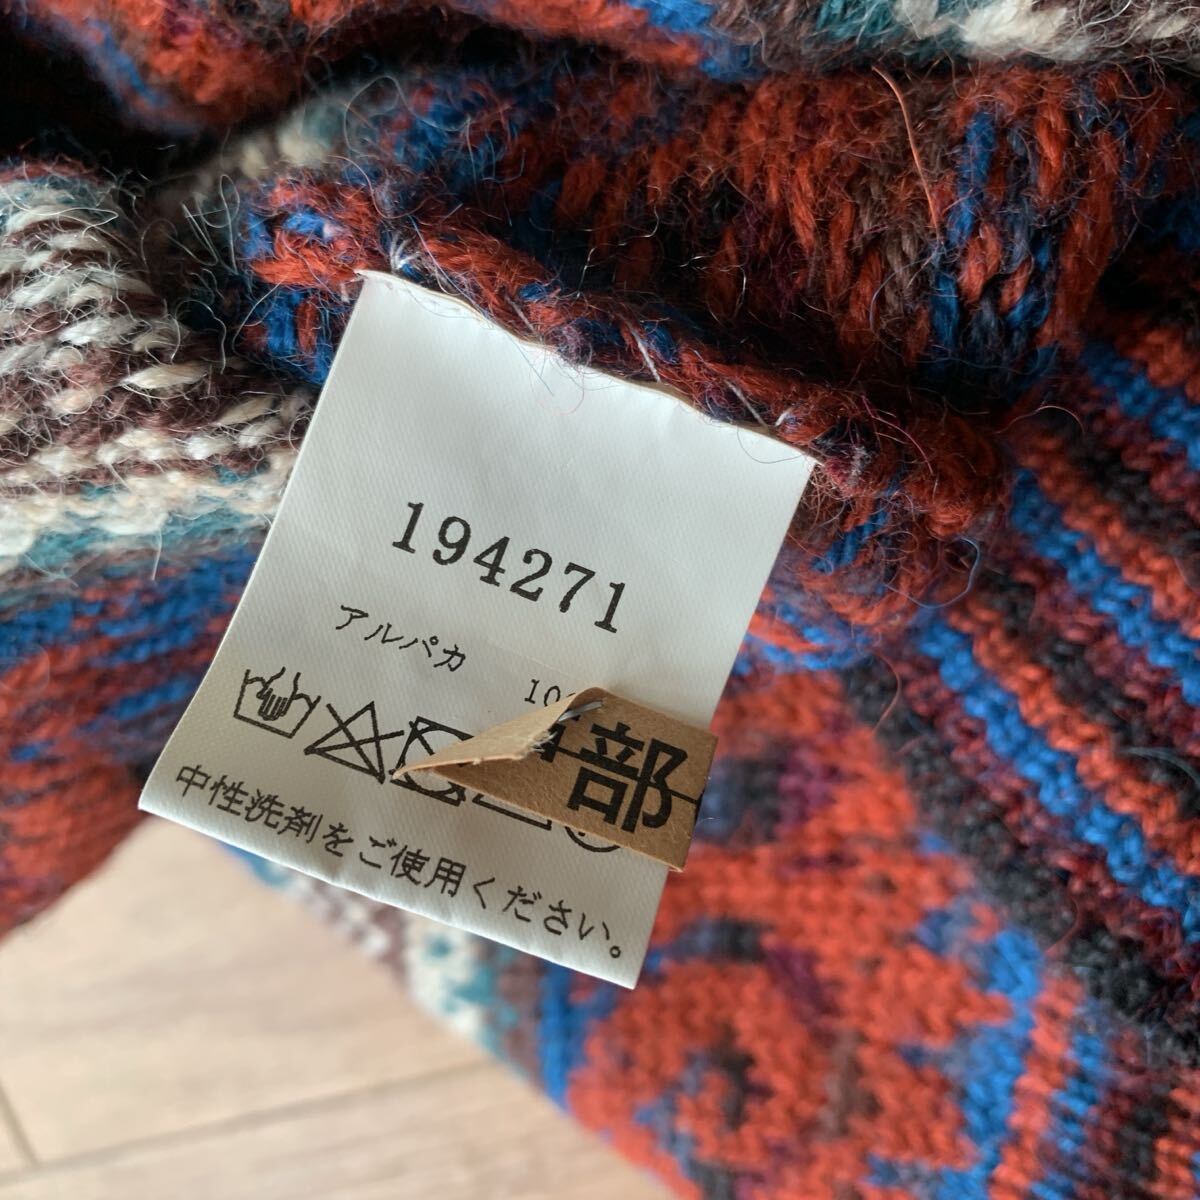 194271
アルパカ
部
中性洗剤をご使用ください。